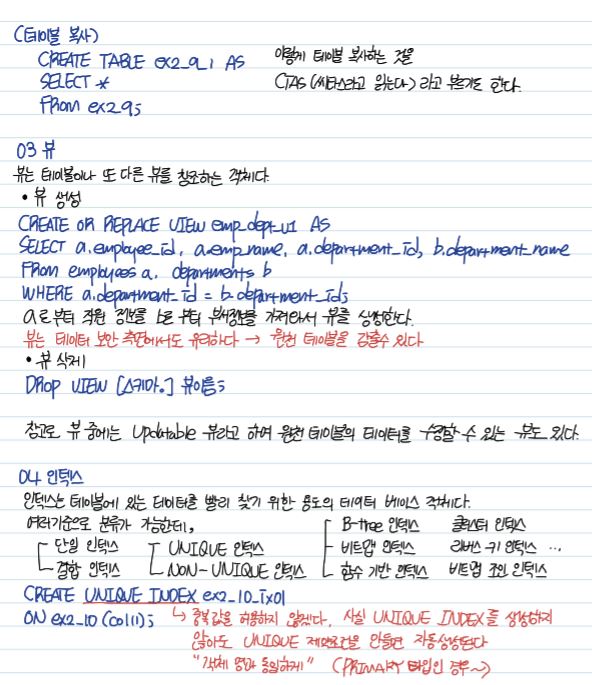 (테이블 복사)
CREATE TABLE ex2_9_1 AS 이렇게 테이블 복사하는 것을
SELECT * CTAS(씨타스라고 읽는다) 라고 부르기도 한다.
FROM ex2_9;
03 뷰
뷰는 테이블이나 또 다른 뷰를 참조하는 객체다.
• 뷰 생성
CREATE OR REPLACE VIEW emp_dept_v1 AS
SELECT a.employee_id, a.emp_name, a.department_id, b.department_name
FROM employees a, departments b
WHERE a.department_id = b.department_id;
a로부터 직원 정보를 b로 부터 부서정보를 가져와서 뷰를 생성한다.
뷰는 데이터 보안 측면에서도 유리하다 → 원천 테이블을 감출수 있다
• 뷰 삭제
DROP VIEW [스키마.] 뷰이름;
참고로 뷰 중에는 Updatable 뷰라고 하여 원천 테이블의 데이터를 수정할 수 있는 뷰도 있다.
04 인덱스
인덱스는 테이블에 있는 데이터를 빨리 찾기 위한 용도의 데이터 베이스 객체다.
여러기준으로 분류가 가능한데, B-tree 인덱스 클러스터 인덱스
단일 인덱스 UNIQUE 인덱스 비트맵 인덱스 리버스 키 인덱스 ...
결합 인덱스 NON-UNIQUE 인덱스 함수 기반 인덱스 비트맵 조인 인덱스
CREATE UNIQUE INDEX ex2_10_ix01
ON ex2_10 (col11); ↳ 중복값을 허용하지 않겠다. 사실 UNIQUE INDEX를 생성하지
않아도 UNIQUE 제약조건을 만들면 자동생성된다
"객체 명과 동일하게" (PRIMARY 타입인 경우~)